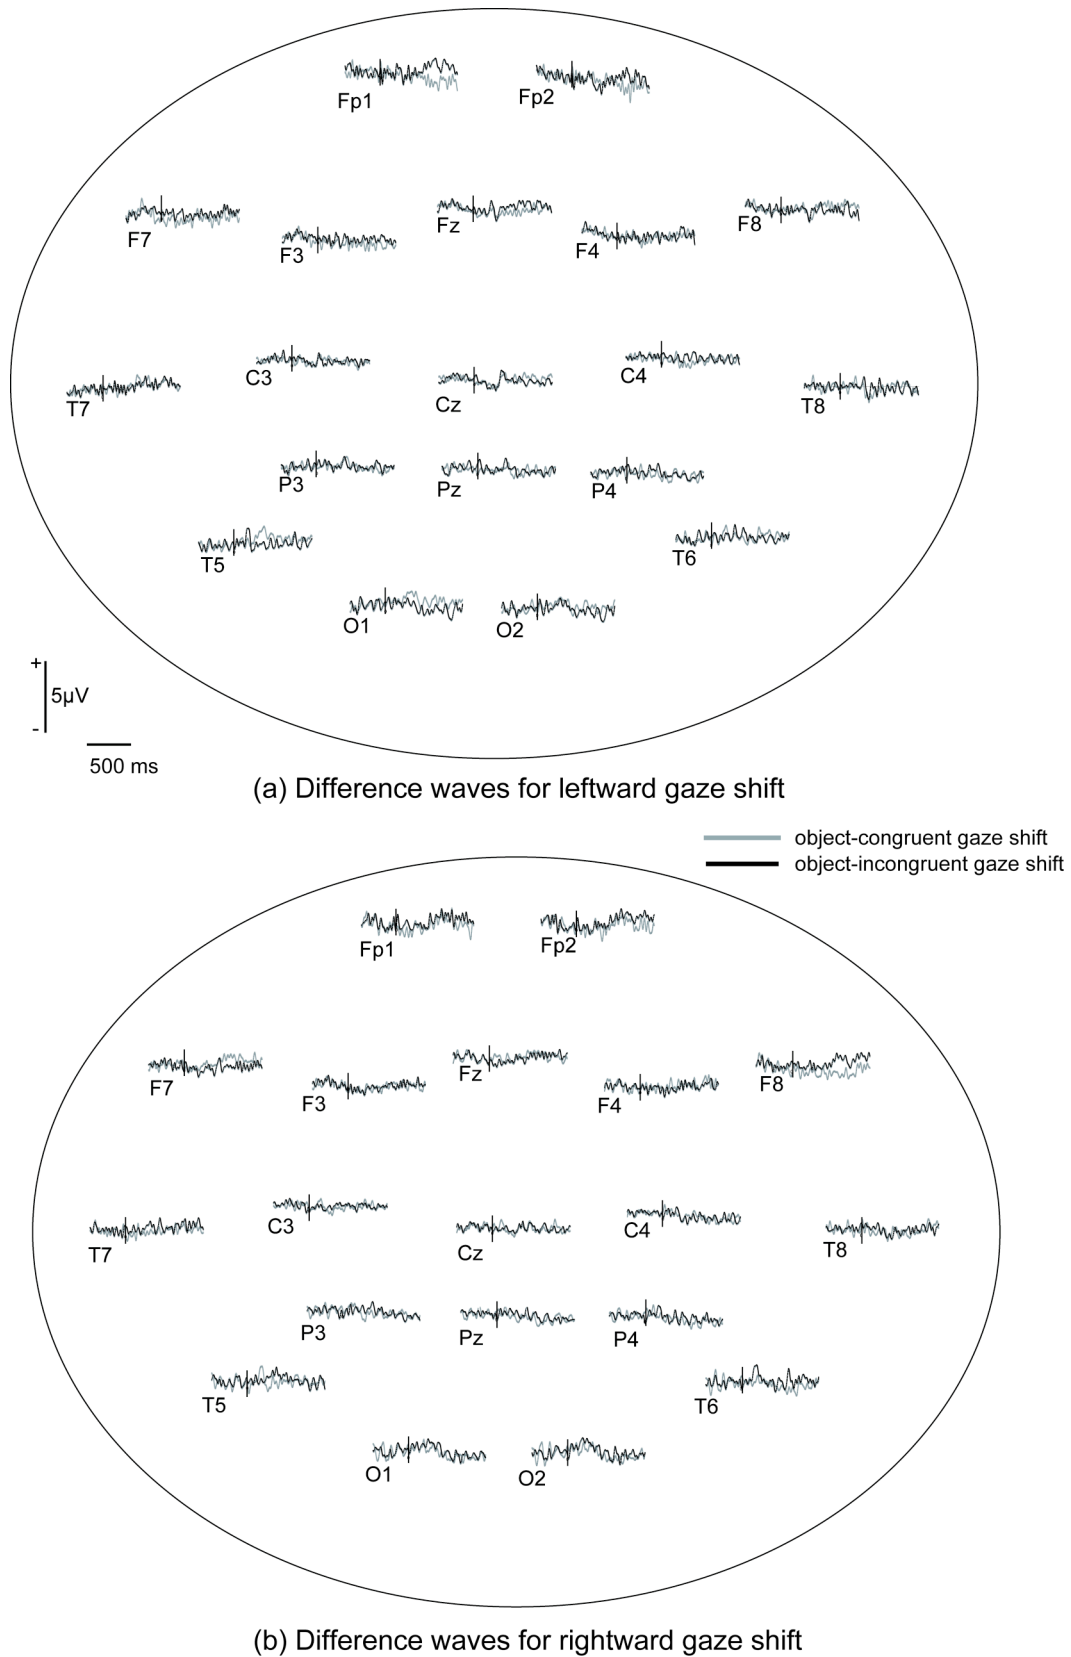 Fp1
Fp2
F7
F3
Fz
F4
F8
T7
C3
Cz
C4
T8
P3
Pz
P4
T5
T6
O1
O2
+
5µV
-
500 ms
(a) Difference waves for leftward gaze shift
object-congruent gaze shift
object-incongruent gaze shift
Fp1
Fp2
F7
F3
Fz
F4
F8
T7
C3
Cz
C4
T8
P3
Pz
P4
T5
T6
O1
O2
(b) Difference waves for rightward gaze shift